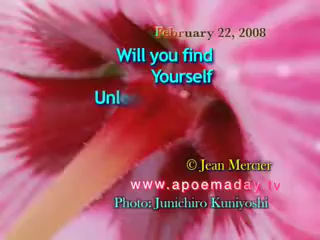 February 22, 2008
Will you find
Yourself
© Jean Mercier
www.apoemaday.tv
Photo: Junichiro Kuniyoshi